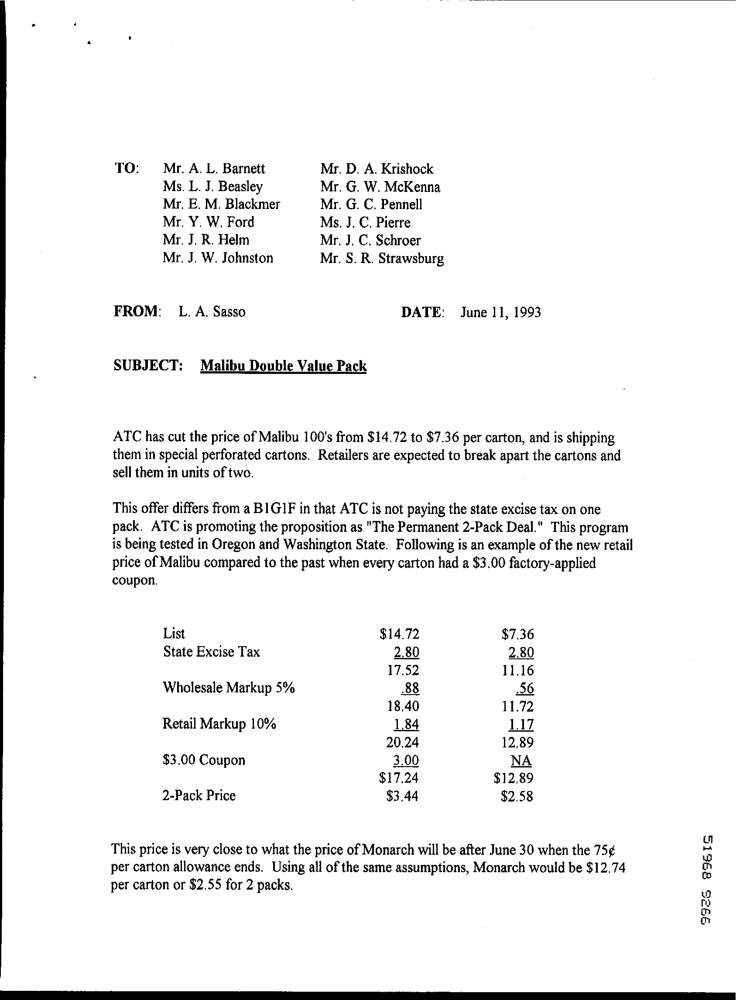 TO: Mr. A. L. Barnett Mr. D. A. Krishock
Ms. L. J. Beasley Mr. G. W. McKenna
Mr. E. M. Blackmer Mr. G. C. Pennell
Mr. Y. W. Ford Ms. J. C. Pierre
Mr. J. R. Helm Mr. J. C. Schroer
Mr. J. W. Johnston Mr. S. R. Strawsburg
FROM: L. A. Sasso DATE: June 11, 1993
SUBJECT: Malibu Double Value Pack
ATC has cut the price of Malibu 100's from $14.72 to $7.36 per carton, and is shipping
them in special perforated cartons. Retailers are expected to break apart the cartons and
sell them in units of two.
This offer differs from a B1G1F in that ATC is not paying the state excise tax on one
pack. ATC is promoting the proposition as "The Permanent 2-Pack Deal." This program
is being tested in Oregon and Washington State. Following is an example of the new retail
price of Malibu compared to the past when every carton had a $3.00 factory-applied
coupon.
List $14.72 $7.36
State Excise Tax 2.80 2.80
17.52 11.16
Wholesale Markup 5% .88 .56
18.40 11.72
Retail Markup 10% 1.84 1.17
20.24 12.89
$3.00 Coupon 3.00 NA
$17.24 $12.89
2-Pack Price $3.44 $2.58
This price is very close to what the price of Monarch will be after June 30 when the 75¢
per carton allowance ends. Using all of the same assumptions, Monarch would be $12.74
per carton or $2.55 for 2 packs.
51968 9266